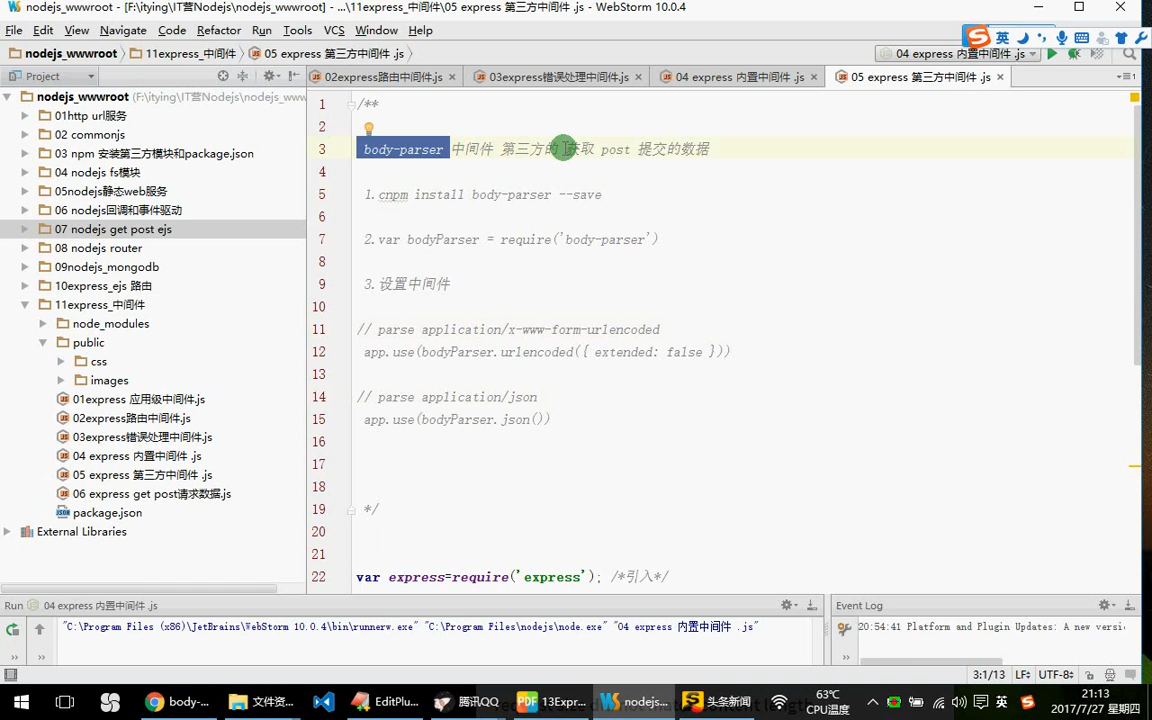 nodejs_wwwroot - [F:\itying\IT营Nodejs\nodejs_wwwroot] - ...\11express_中间件\05 express 第三方中间件 .js - WebStorm 10.0.4
File Edit View Navigate Code Refactor Run Tools VCS Window Help
英
nodejs_wwwroot 11express_中间件 05 express 第三方中间件 .js
04 express 内置中间件 .js
Project
02express路由中间件.js
03express错误处理中间件.js
04 express 内置中间件 .js
05 express 第三方中间件 .js
nodejs_wwwroot (F:\itying\IT营Nodejs\nodejs_ww
01http url服务
02 commonjs
03 npm 安装第三方模块和package.json
04 nodejs fs模块
05nodejs静态web服务
06 nodejs回调和事件驱动
07 nodejs get post ejs
08 nodejs router
09nodejs_mongodb
10express_ejs 路由
11express_中间件
node_modules
public
css
images
01express 应用级中间件.js
02express路由中间件.js
03express错误处理中间件.js
04 express 内置中间件 .js
05 express 第三方中间件 .js
06 express get post请求数据.js
package.json
External Libraries
1 /**
2
3 body-parser 中间件 第三方的 获取 post 提交的数据
4
5 1.cnpm install body-parser --save
6
7 2.var bodyParser = require('body-parser')
8
9 3.设置中间件
10
11 // parse application/x-www-form-urlencoded
12 app.use(bodyParser.urlencoded({ extended: false }))
13
14 // parse application/json
15 app.use(bodyParser.json())
16
17
18
19 */
20
21
22 var express=require('express'); /*引入*/
Run 04 express 内置中间件 .js
"C:\Program Files (x86)\JetBrains\WebStorm 10.0.4\bin\runnerw.exe" "C:\Program Files\nodejs\node.exe" "04 express 内置中间件 .js"
Event Log
20:54:41 Platform and Plugin Updates: A new versi
3:1/13 LF UTF-8
body-...
文件资...
EditPlu...
腾讯QQ
13Expr...
nodejs...
头条新闻
63℃
CPU温度
英
21:13
2017/7/27 星期四